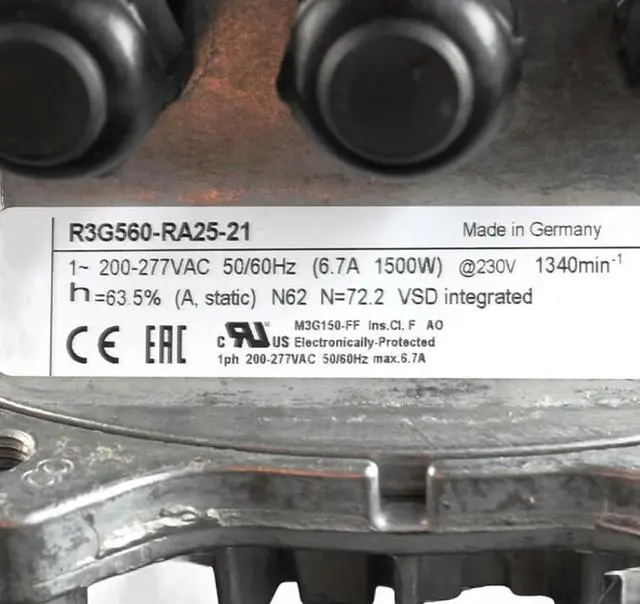 R3G560-RA25-21 Made in Germany
1~ 200-277VAC 50/60Hz (6.7A 1500W) @230V 1340min⁻¹
h=63.5% (A, static) N62 N=72.2 VSD integrated
CE EAC C RU US M3G150-FF Ins.Cl. F AO
Electronically-Protected
1ph 200-277VAC 50/60Hz max.6.7A